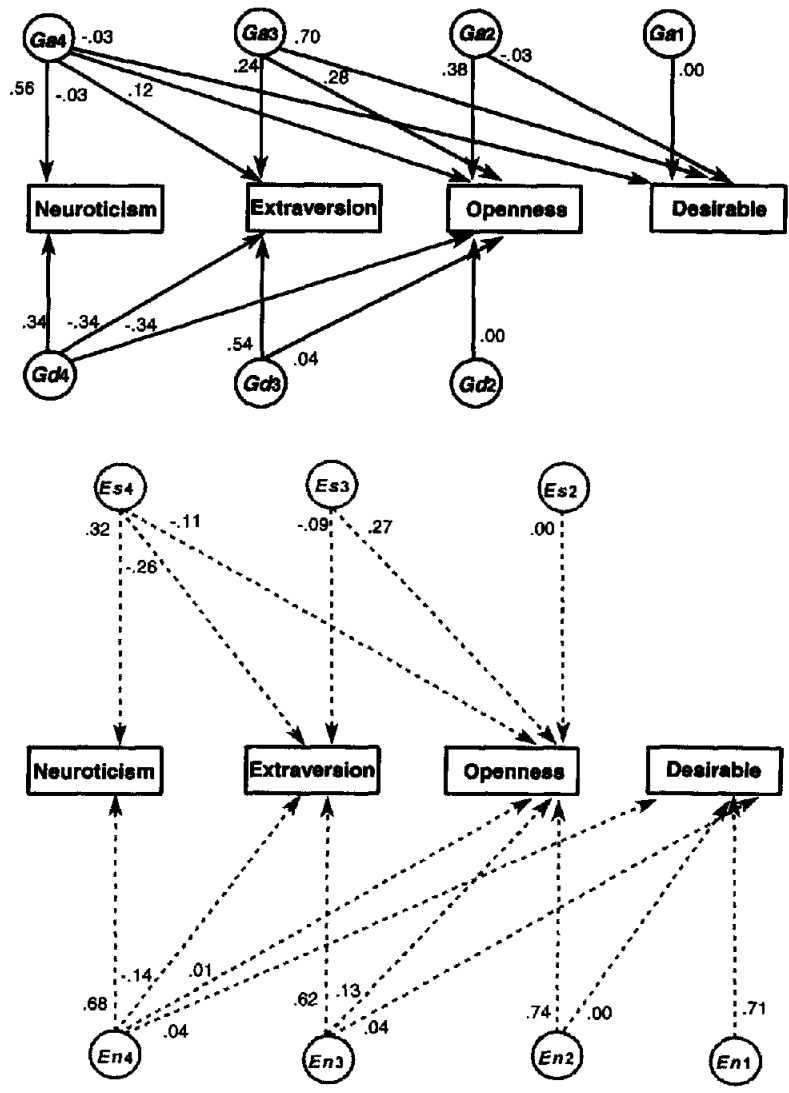 Ga4 -.03 Ga3 .70 Ga2 Ga1
.24 .28 .38 -.03 .00
.56 -.03 .12
Neuroticism Extraversion Openness Desirable
.34 -.34 -.34 .54 .04 .00
Gd4 Gd3 Gd2
Es4 Es3 Es2
.32 -.11 -.09 .27 .00
-.26
Neuroticism Extraversion Openness Desirable
-.14 .01
.68 .04 .62 .13 .04 .74 .00 .71
En4 En3 En2 En1